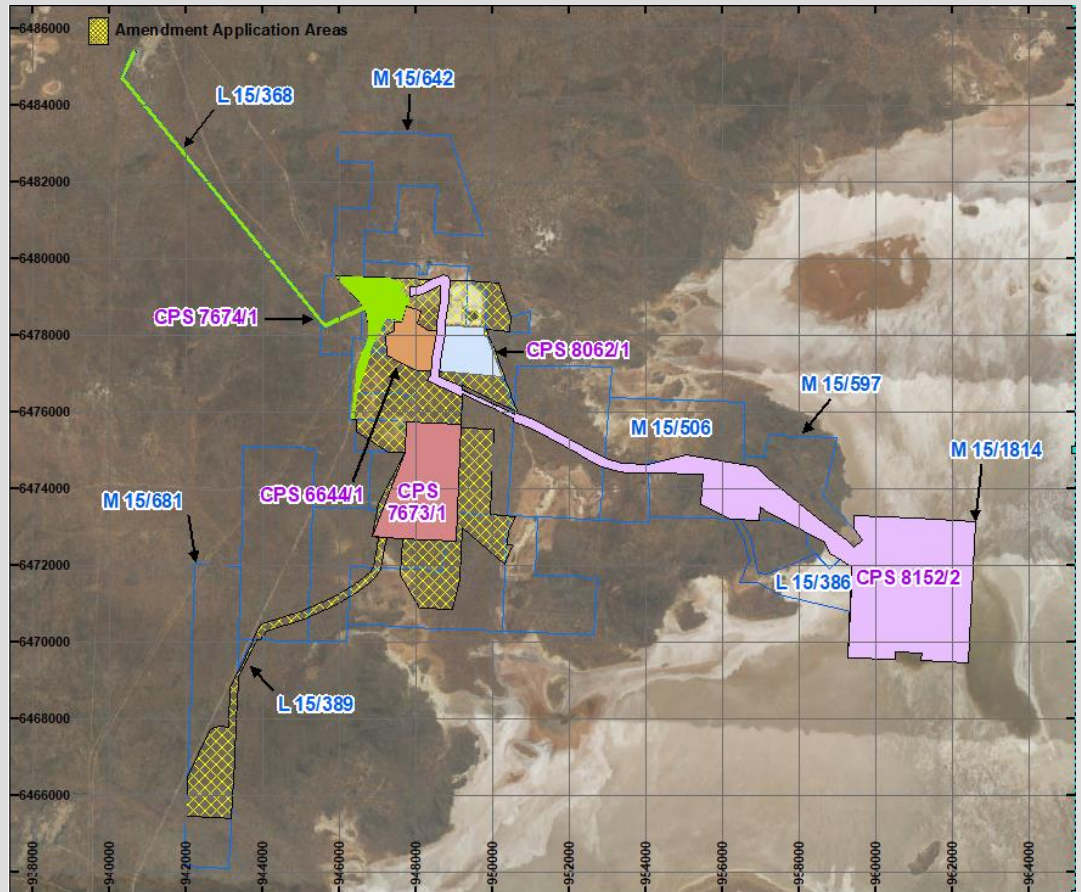 6486000
Amendment Application Areas
M 15/642
L 15/368
6484000
6482000
6480000
CPS 7674/1
6478000
CPS 8062/1
6476000
M 15/597
M 15/506
M 15/1814
CPS 6644/1
CPS
7673/1
6474000
M 15/681
6472000
L 15/386
CPS 8152/2
6470000
L 15/389
6468000
6466000
938000
940000
942000
944000
946000
948000
950000
952000
954000
956000
958000
960000
962000
964000